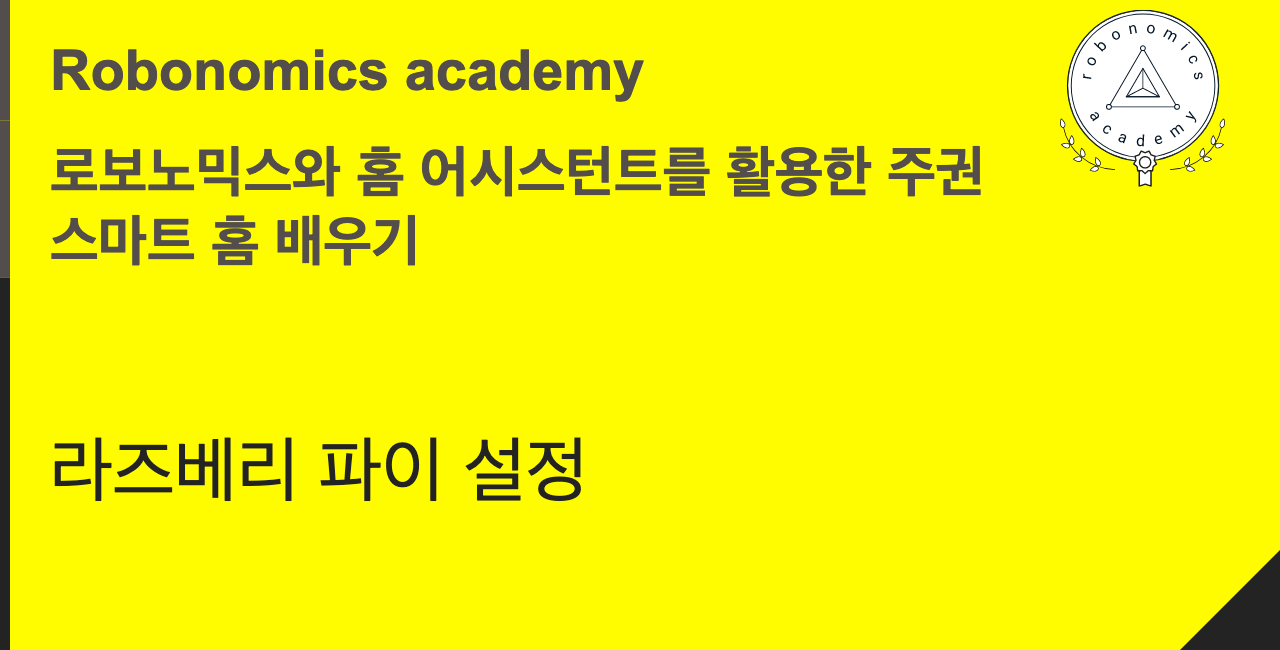 Robonomics academy
로보노믹스와 홈 어시스턴트를 활용한 주권
스마트 홈 배우기
라즈베리 파이 설정
robonomics
academy